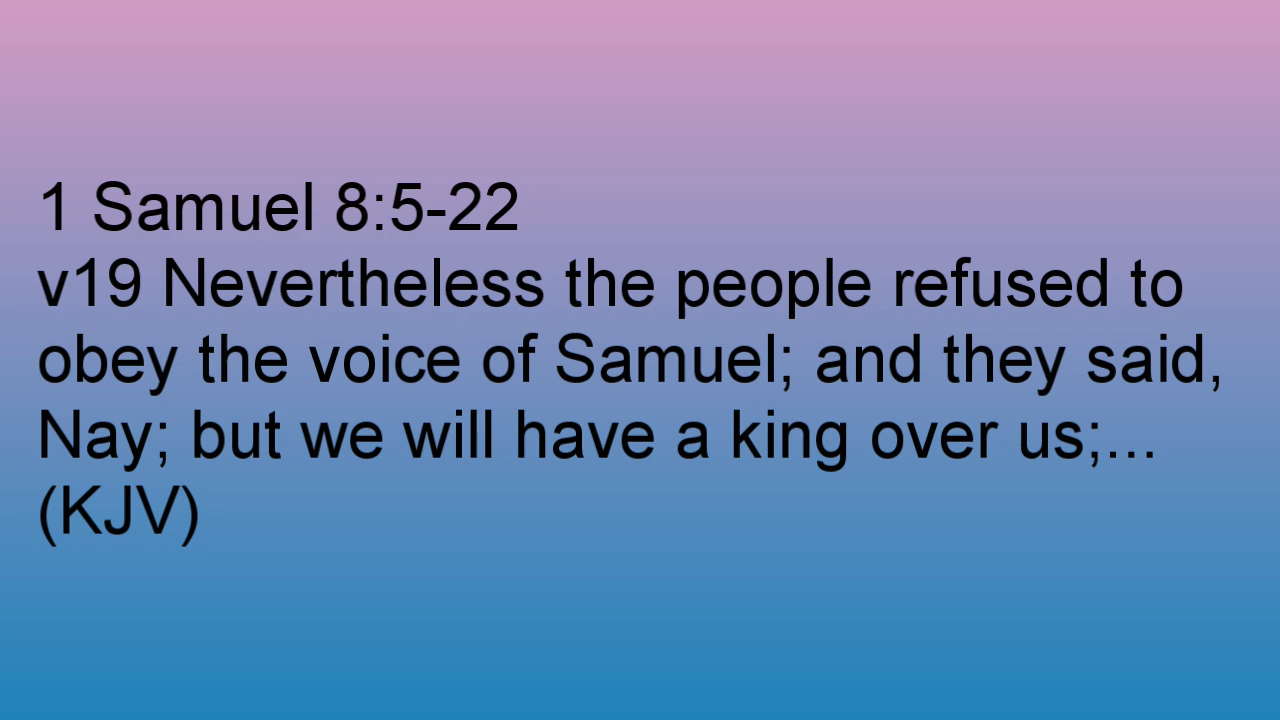 1 Samuel 8:5-22
v19 Nevertheless the people refused to
obey the voice of Samuel; and they said,
Nay; but we will have a king over us;...
(KJV)